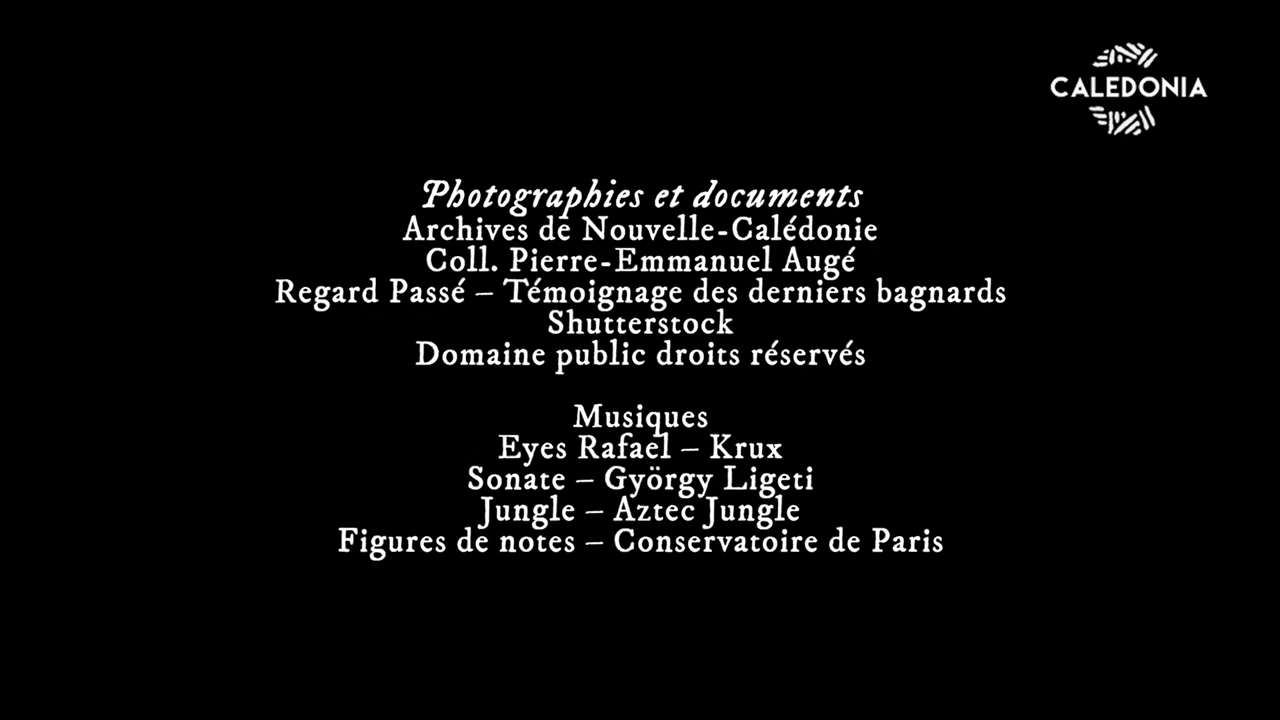 CALEDONIA
Photographies et documents
Archives de Nouvelle-Calédonie
Coll. Pierre-Emmanuel Augé
Regard Passé – Témoignage des derniers bagnards
Shutterstock
Domaine public droits réservés
Musiques
Eyes Rafael – Krux
Sonate – György Ligeti
Jungle – Aztec Jungle
Figures de notes – Conservatoire de Paris